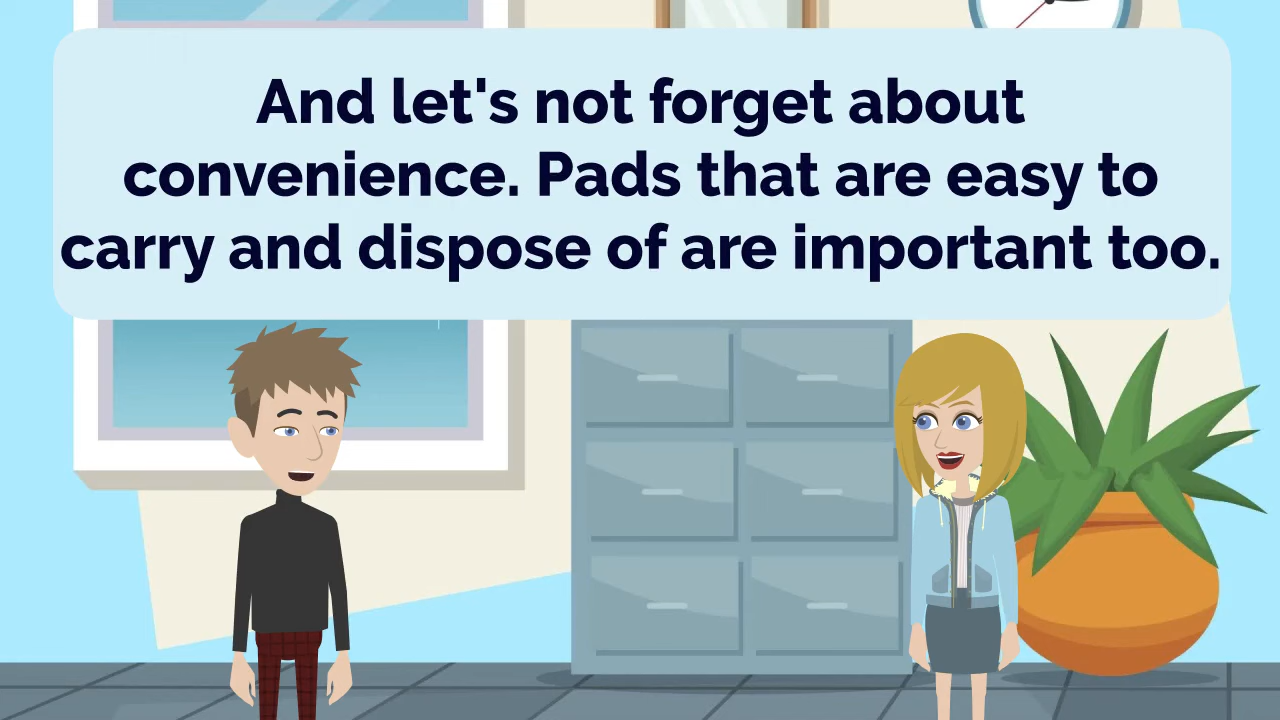 And let's not forget about
convenience. Pads that are easy to
carry and dispose of are important too.